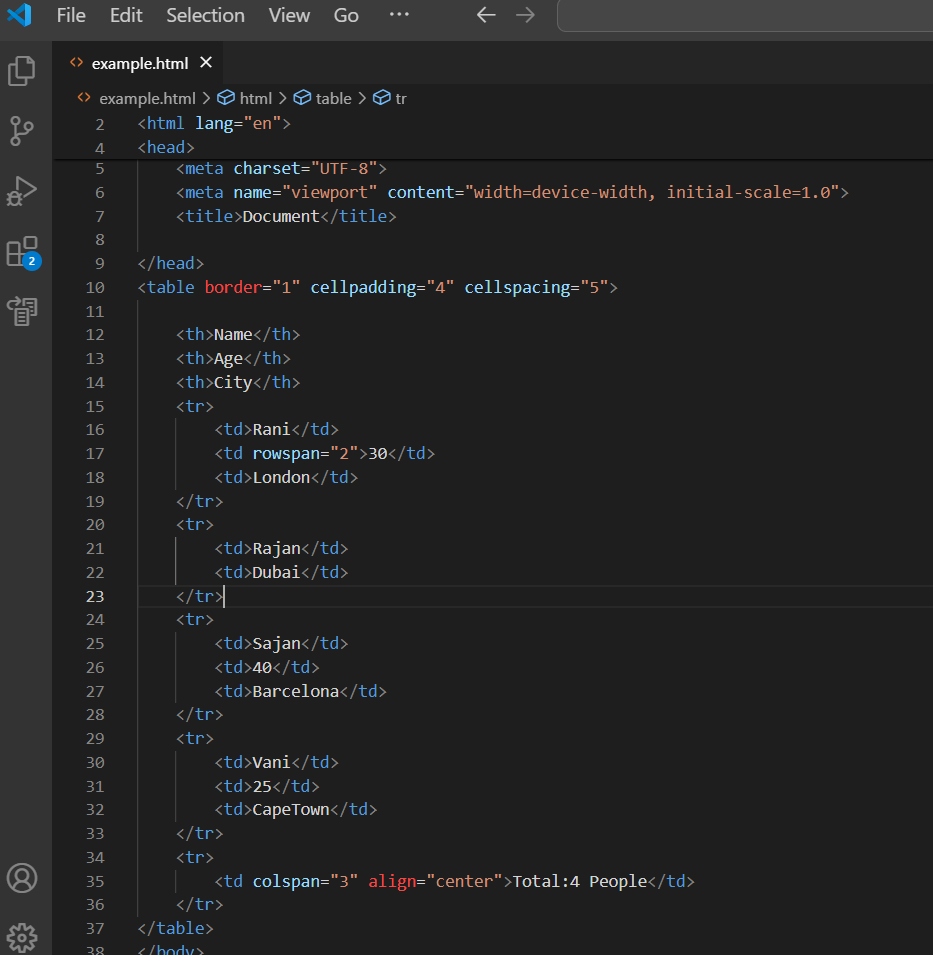 File Edit Selection View Go ···
example.html
example.html > html > table > tr
2 <html lang="en">
4 <head>
5 <meta charset="UTF-8">
6 <meta name="viewport" content="width=device-width, initial-scale=1.0">
7 <title>Document</title>
8
9 </head>
10 <table border="1" cellpadding="4" cellspacing="5">
11
12 <th>Name</th>
13 <th>Age</th>
14 <th>City</th>
15 <tr>
16 <td>Rani</td>
17 <td rowspan="2">30</td>
18 <td>London</td>
19 </tr>
20 <tr>
21 <td>Rajan</td>
22 <td>Dubai</td>
23 </tr>
24 <tr>
25 <td>Sajan</td>
26 <td>40</td>
27 <td>Barcelona</td>
28 </tr>
29 <tr>
30 <td>Vani</td>
31 <td>25</td>
32 <td>CapeTown</td>
33 </tr>
34 <tr>
35 <td colspan="3" align="center">Total:4 People</td>
36 </tr>
37 </table>
38 </body>
2